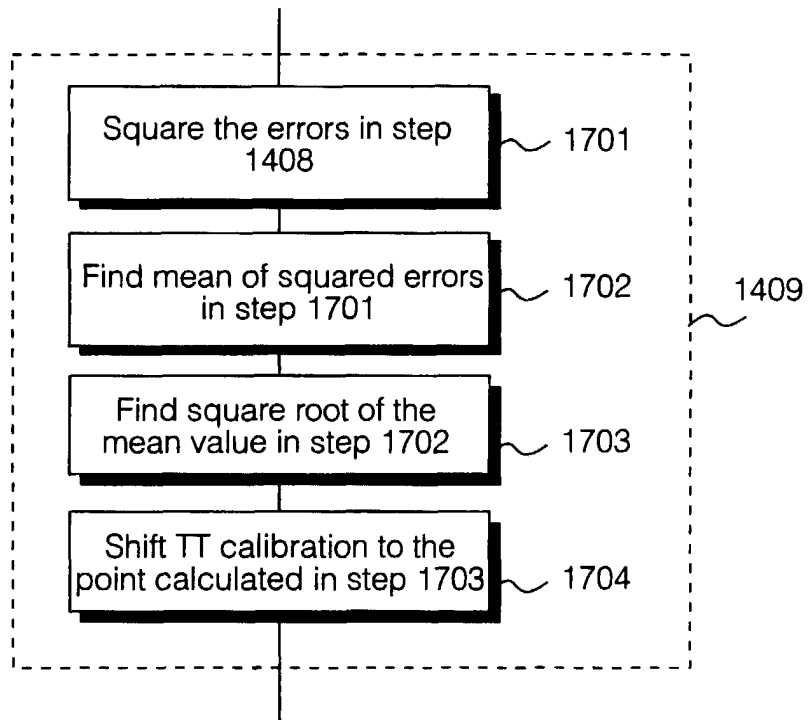 Square the errors in step
1408
1701
Find mean of squared errors
in step 1701
1702
1409
Find square root of the
mean value in step 1702
1703
Shift TT calibration to the
point calculated in step 1703
1704